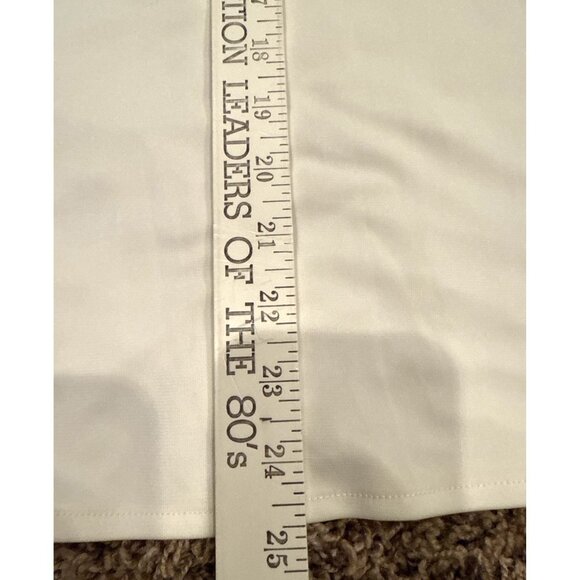 TION LEADERS OF THE 80's
18 19 20 21 22 23 24 25